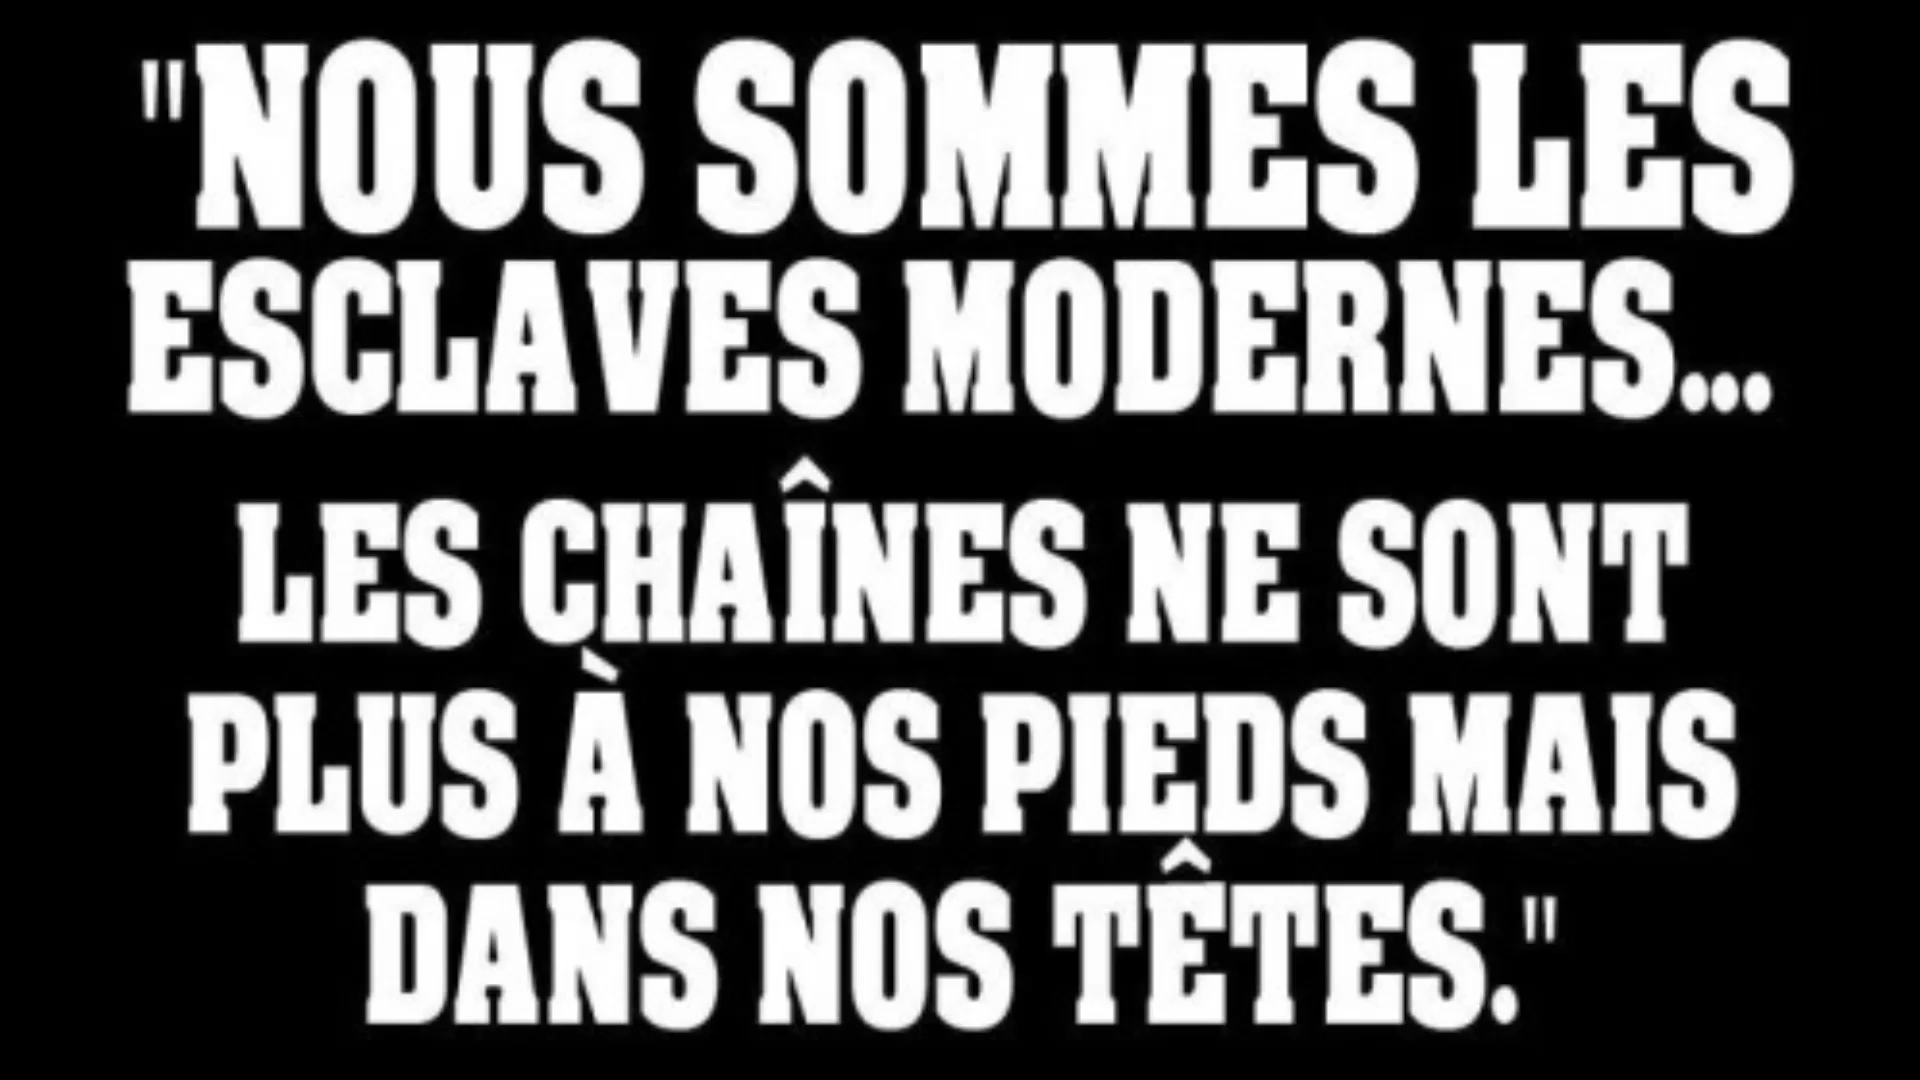 "NOUS SOMMES LES
ESCLAVES MODERNES...
LES CHAÎNES NE SONT
PLUS À NOS PIEDS MAIS
DANS NOS TÊTES."